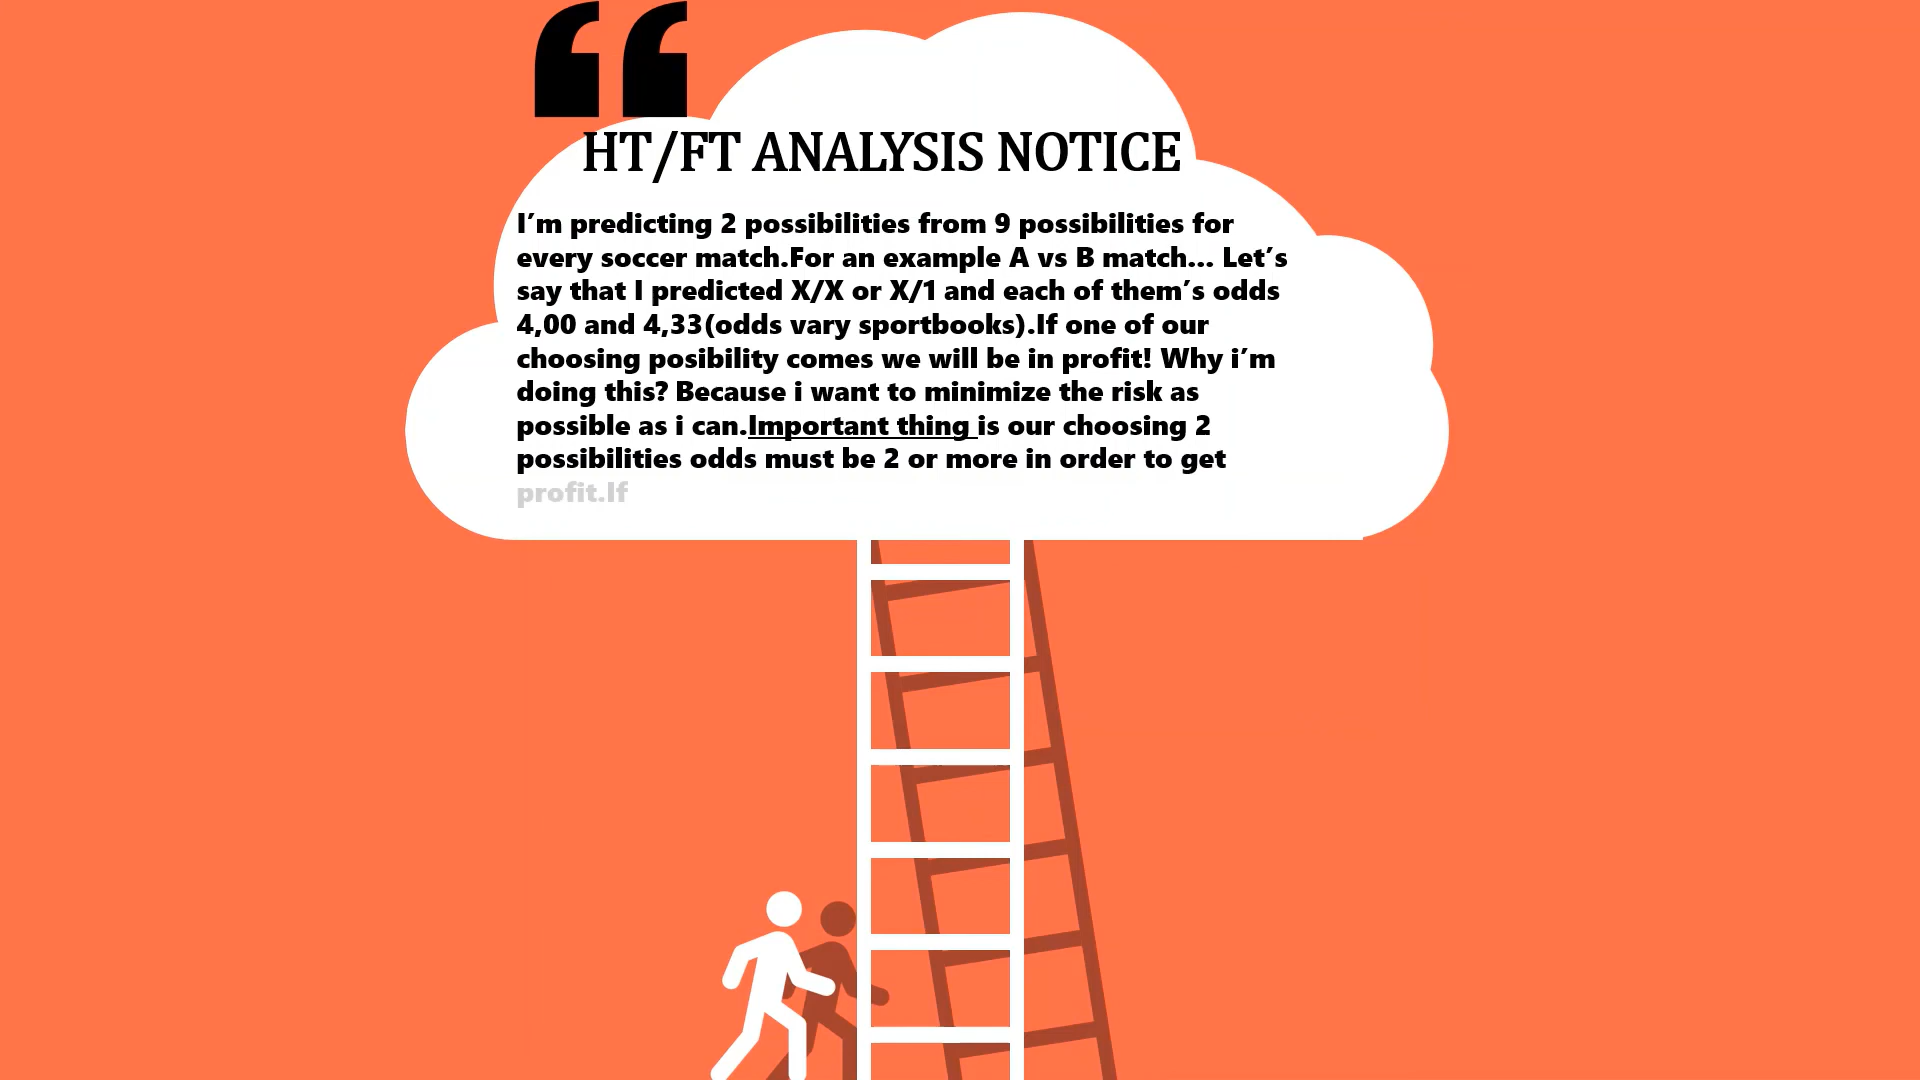 “
HT/FT ANALYSIS NOTICE
I’m predicting 2 possibilities from 9 possibilities for
every soccer match.For an example A vs B match... Let’s
say that I predicted X/X or X/1 and each of them’s odds
4,00 and 4,33(odds vary sportbooks).If one of our
choosing posibility comes we will be in profit! Why i’m
doing this? Because i want to minimize the risk as
possible as i can.Important thing is our choosing 2
possibilities odds must be 2 or more in order to get
profit.If